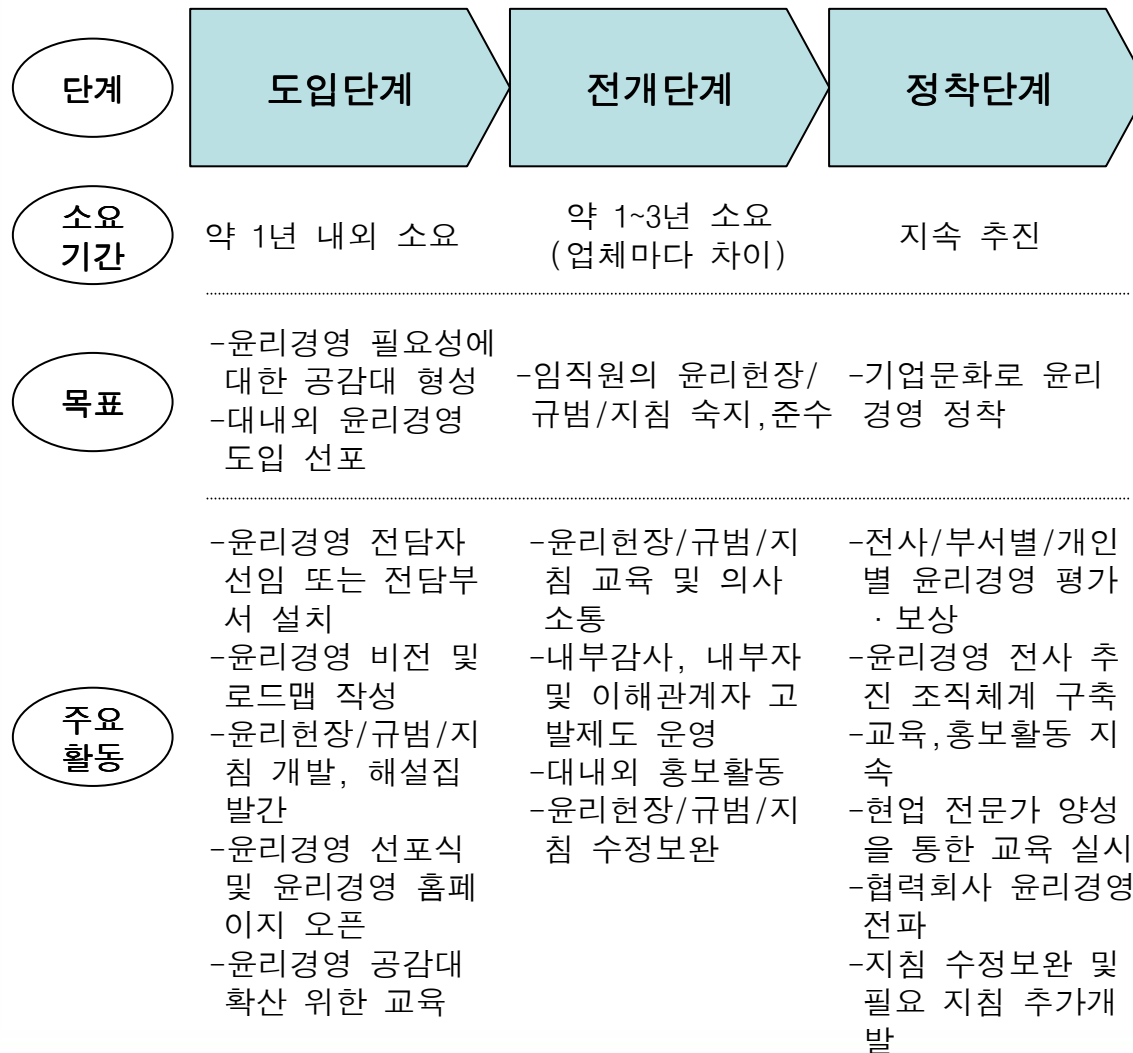 단계
도입단계
전개단계
정착단계
소요
기간
약 1년 내외 소요
약 1~3년 소요
(업체마다 차이)
지속 추진
목표
-윤리경영 필요성에
대한 공감대 형성
-대내외 윤리경영
도입 선포
-임직원의 윤리헌장/
규범/지침 숙지,준수
-기업문화로 윤리
경영 정착
주요
활동
-윤리경영 전담자
선임 또는 전담부
서 설치
-윤리경영 비전 및
로드맵 작성
-윤리헌장/규범/지
침 개발, 해설집
발간
-윤리경영 선포식
및 윤리경영 홈페
이지 오픈
-윤리경영 공감대
확산 위한 교육
-윤리헌장/규범/지
침 교육 및 의사
소통
-내부감사, 내부자
및 이해관계자 고
발제도 운영
-대내외 홍보활동
-윤리헌장/규범/지
침 수정보완
-전사/부서별/개인
별 윤리경영 평가
· 보상
-윤리경영 전사 추
진 조직체계 구축
-교육,홍보활동 지
속
-현업 전문가 양성
을 통한 교육 실시
-협력회사 윤리경영
전파
-지침 수정보완 및
필요 지침 추가개
발